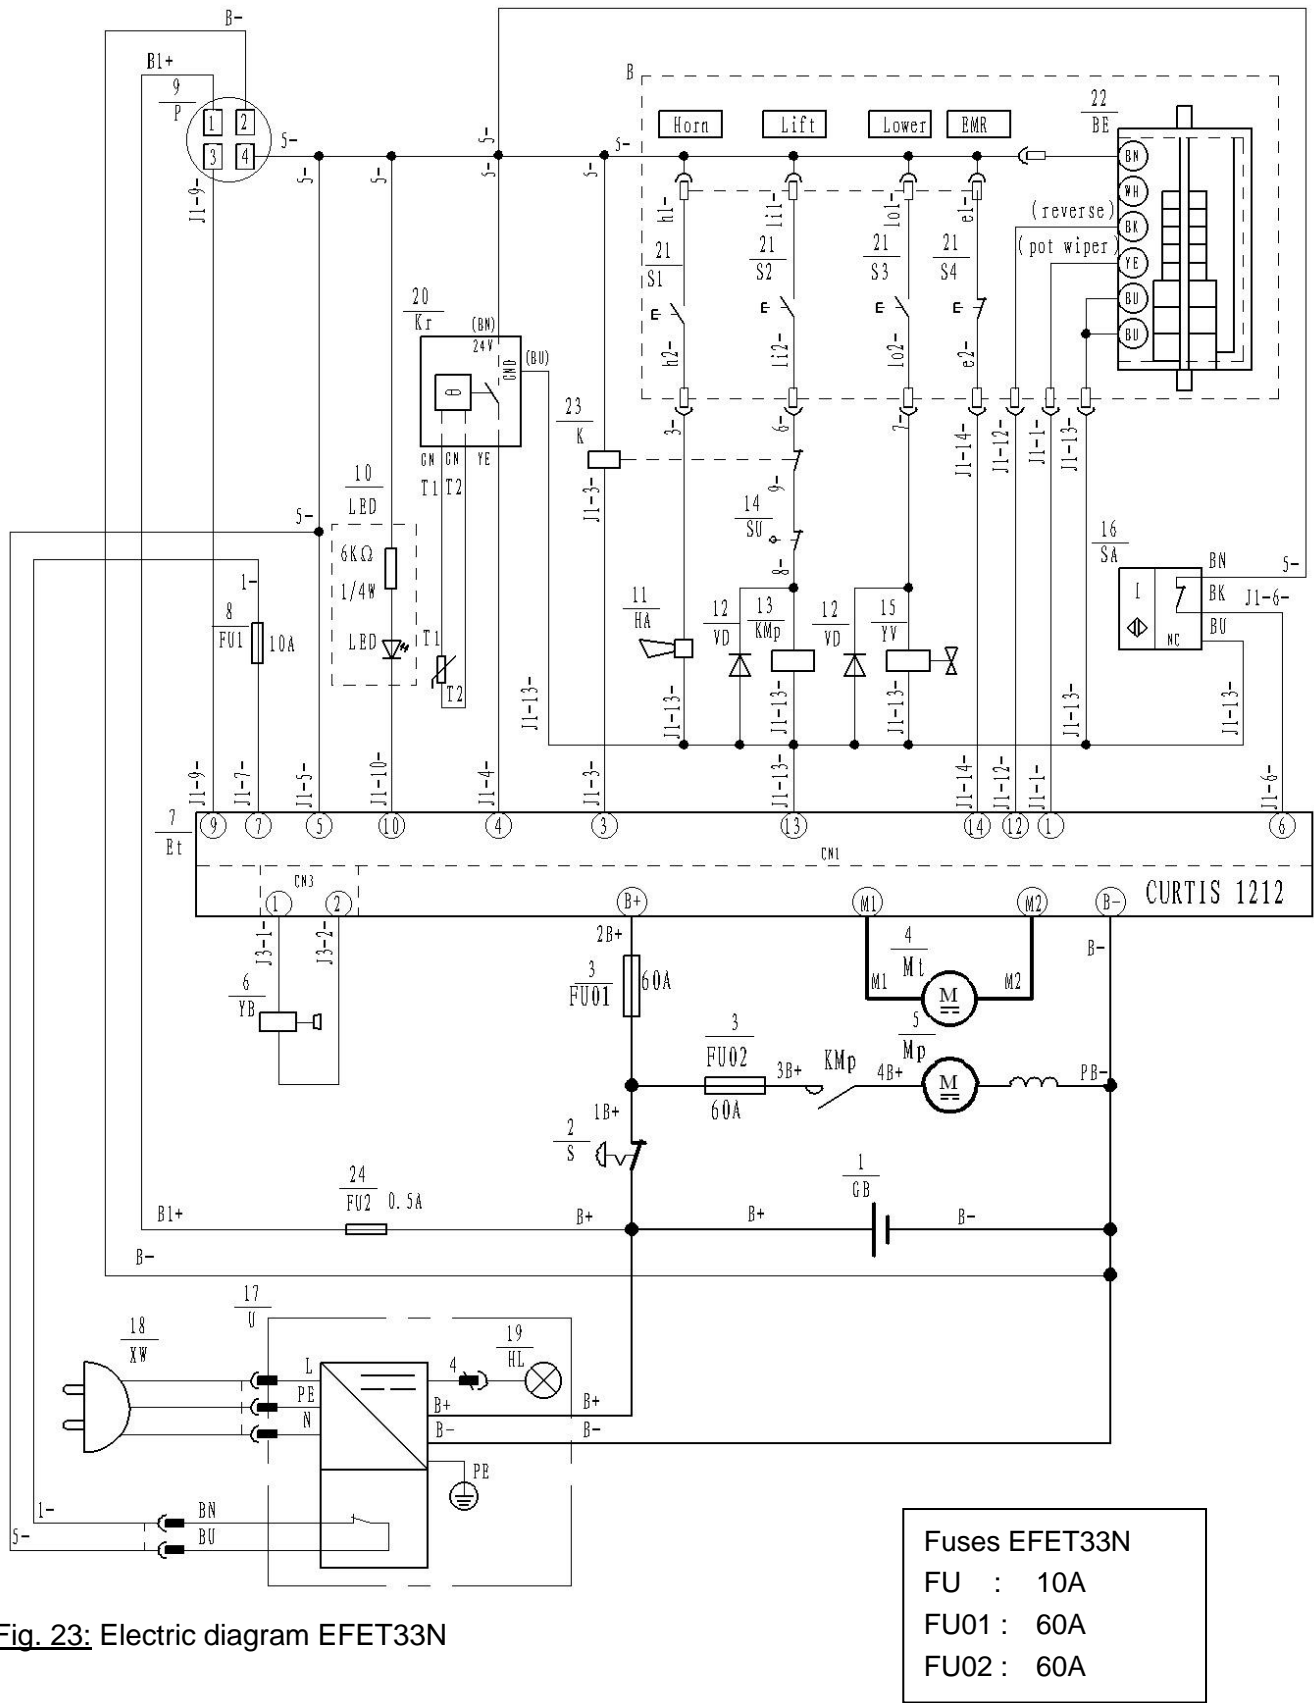 B-
B1+
9
P
1
2
3
4
5-
5-
5-
5-
5-
5-
5-
5-
J1-9-
B
Horn
Lift
Lower
EMR
22
BE
BN
WH
BK
YE
BU
BU
(reverse)
(pot wiper)
h1-
li1-
lo1-
e1-
21
S1
21
S2
21
S3
21
S4
E
E
E
E
h2-
li2-
lo2-
e2-
20
Kr
(BN)
24V
GND
(BU)
θ
GN
GN
YE
T1
T2
23
K
J1-3-
3-
6-
7-
J1-14-
J1-12-
J1-1-
J1-13-
9-
10
LED
6KΩ
1/4W
LED
14
SU
8-
16
SA
I
NC
BN
5-
BK
J1-6-
BU
1-
8
FU1
10A
T1
T2
11
HA
12
VD
13
KMp
12
VD
15
YV
J1-13-
J1-13-
J1-13-
J1-13-
J1-13-
J1-13-
J1-9-
J1-7-
J1-5-
J1-10-
J1-4-
J1-3-
J1-13-
J1-14-
J1-12-
J1-1-
J1-6-
7
Et
9
7
5
10
4
3
13
14
12
1
6
CN1
CN3
1
2
B+
M1
M2
B-
CURTIS 1212
J3-1-
J3-2-
6
YB
2B+
3
FU01
60A
4
Mt
M1
M
M2
B-
3
FU02
60A
3B+
KMp
4B+
5
Mp
M
PB-
1B+
2
S
24
FU2
0.5A
B1+
B+
B+
1
GB
B-
B-
17
U
18
XW
L
PE
N
4
19
HL
B+
B+
B-
B-
PE
1-
BN
5-
BU
Fuses EFET33N
FU : 10A
FU01 : 60A
FU02 : 60A
Fig. 23: Electric diagram EFET33N